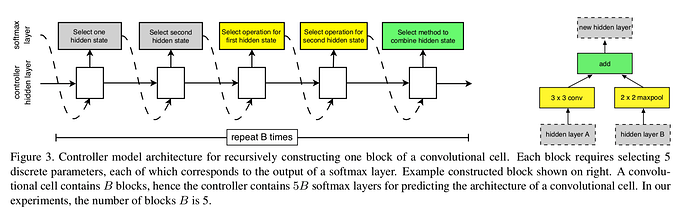 softmax
layer
controller
hidden layer
Select one
hidden state
Select second
hidden state
Select operation for
first hidden state
Select operation for
second hidden state
Select method to
combine hidden state
repeat B times
new hidden layer
add
3 x 3 conv
2 x 2 maxpool
hidden layer A
hidden layer B
Figure 3. Controller model architecture for recursively constructing one block of a convolutional cell. Each block requires selecting 5
discrete parameters, each of which corresponds to the output of a softmax layer. Example constructed block shown on right. A convolu-
tional cell contains B blocks, hence the controller contains 5B softmax layers for predicting the architecture of a convolutional cell. In our
experiments, the number of blocks B is 5.